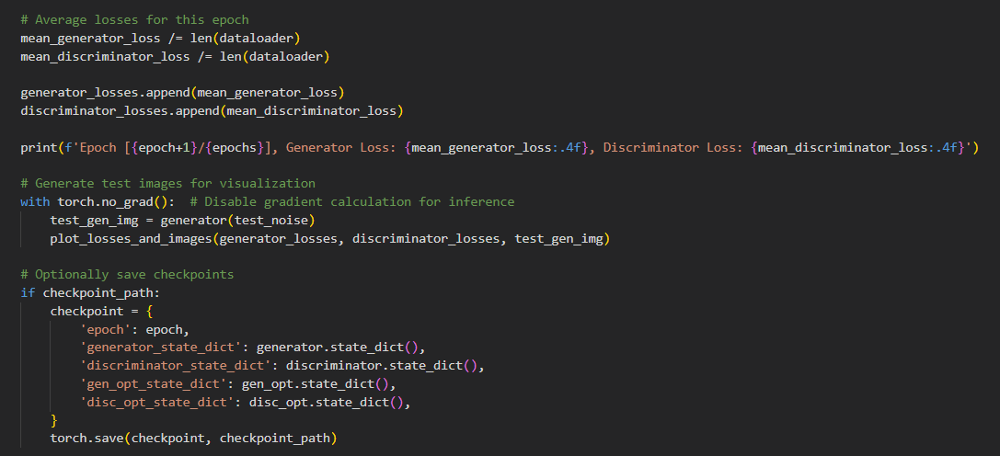 # Average losses for this epoch
mean_generator_loss /= len(dataloader)
mean_discriminator_loss /= len(dataloader)
generator_losses.append(mean_generator_loss)
discriminator_losses.append(mean_discriminator_loss)
print(f'Epoch [{epoch+1}/{epochs}], Generator Loss: {mean_generator_loss:.4f}, Discriminator Loss: {mean_discriminator_loss:.4f}')
# Generate test images for visualization
with torch.no_grad():  # Disable gradient calculation for inference
    test_gen_img = generator(test_noise)
    plot_losses_and_images(generator_losses, discriminator_losses, test_gen_img)
# Optionally save checkpoints
if checkpoint_path:
    checkpoint = {
        'epoch': epoch,
        'generator_state_dict': generator.state_dict(),
        'discriminator_state_dict': discriminator.state_dict(),
        'gen_opt_state_dict': gen_opt.state_dict(),
        'disc_opt_state_dict': disc_opt.state_dict(),
    }
    torch.save(checkpoint, checkpoint_path)